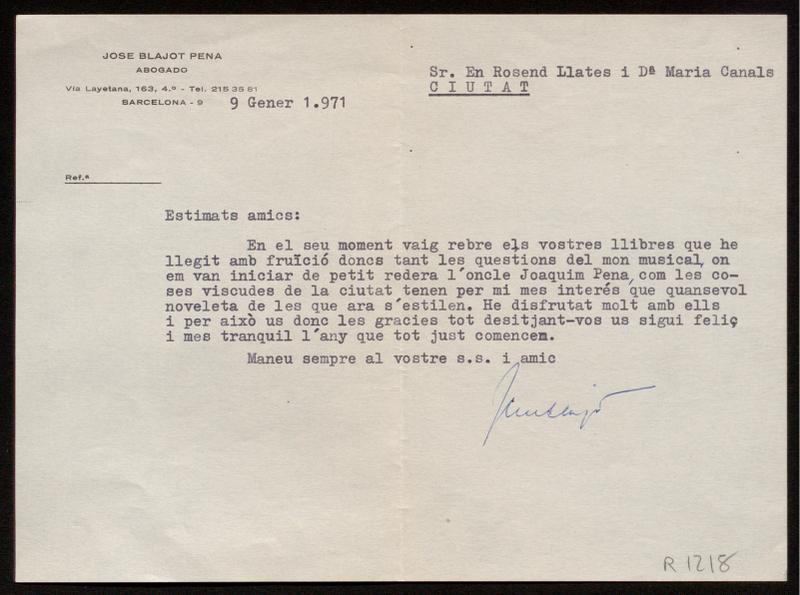 JOSE BLAJOT PENA
ABOGADO
Vía Layetana, 163, 4.º - Tel. 215 35 61
BARCELONA - 9
9 Gener 1.971
Sr. En Rosend Llates i Dª Maria Canals
C I U T A T
Ref.ª
Estimats amics:
En el seu moment vaig rebre els vostres llibres que he
llegit amb fruïció doncs tant les questions del mon musical, on
em van iniciar de petit redera l'oncle Joaquim Pena, com les co-
ses viscudes de la ciutat tenen per mi mes interés que quansevol
noveleta de les que ara s'estilen. He disfrutat molt amb ells
i per això us donc les gracies tot desitjant-vos us sigui feliç
i mes tranquil l'any que tot just comencem.
Maneu sempre al vostre s.s. i amic
R 1218